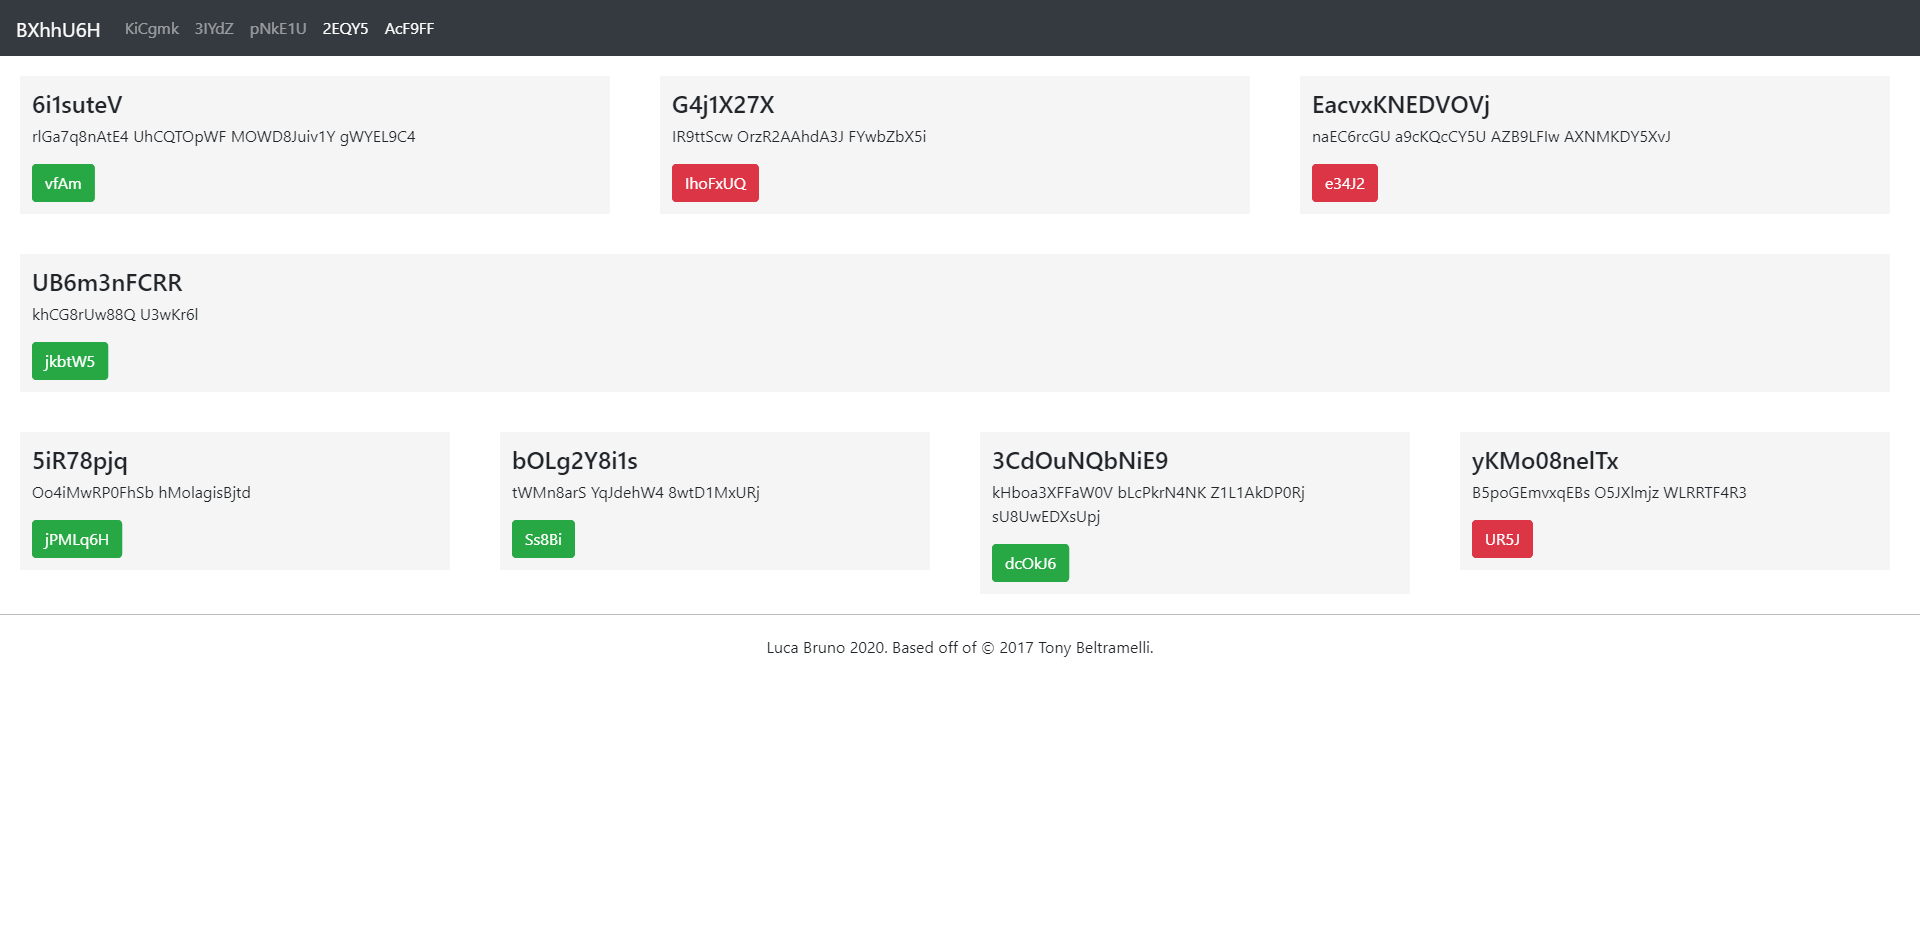 BXhhU6H KiCgmk 3IYdZ pNkE1U 2EQY5 AcF9FF
6i1suteV
rlGa7q8nAtE4 UhCQTOpWF MOWD8Juiv1Y gWYEL9C4
vfAm
G4j1X27X
IR9ttScw OrzR2AAhdA3J FYwbZbX5i
IhoFxUQ
EacvxKNEDVOVj
naEC6rcGU a9cKQcCY5U AZB9LFIw AXNMKDY5XvJ
e34J2
UB6m3nFCRR
khCG8rUw88Q U3wKr6l
jkbtW5
5iR78pjq
Oo4iMwRP0FhSb hMolagisBjtd
jPMLq6H
bOLg2Y8i1s
tWMn8arS YqJdehW4 8wtD1MxURj
Ss8Bi
3CdOuNQbNiE9
kHboa3XFFaW0V bLcPkrN4NK Z1L1AkDP0Rj
sU8UwEDXsUpj
dcOkJ6
yKMo08nelTx
B5poGEmvxqEBs O5JXlmjz WLRRTF4R3
UR5J
Luca Bruno 2020. Based off of © 2017 Tony Beltramelli.